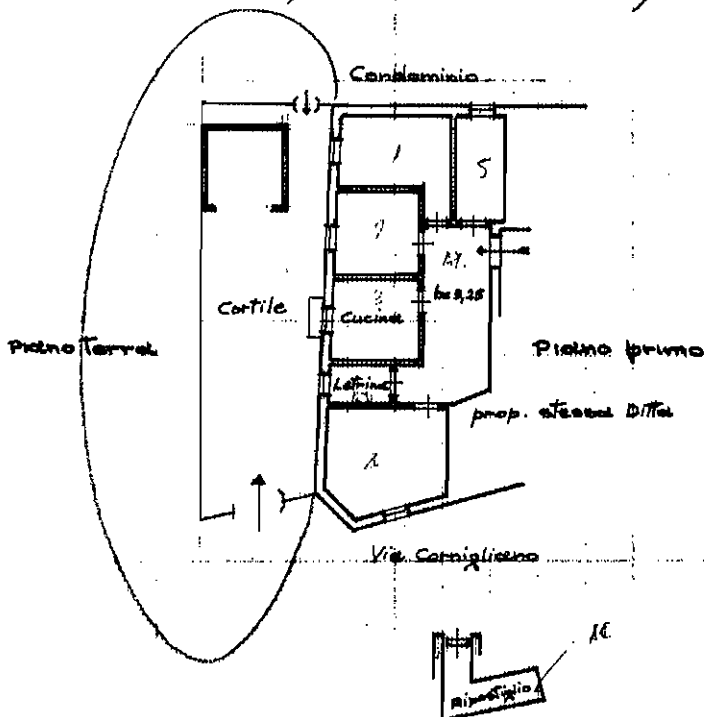 Condominio
1
5
2
h=3,25
3
Cortile
Cucina
Piano Terra
Piano primo
Latrina
prop. stessa Ditta
Via Cornigliano
Ripostiglio